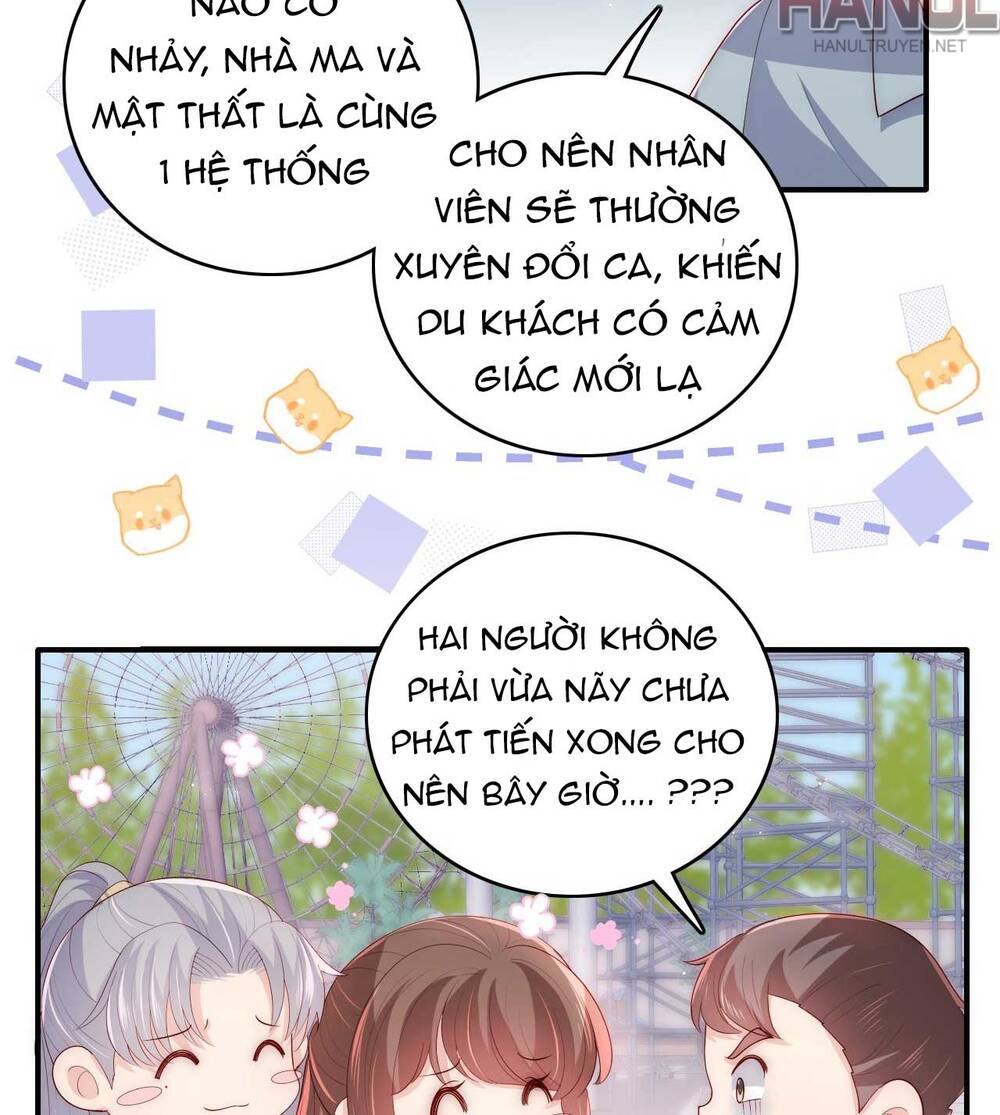 HANUL
HANULTRUYEN.NET
NÀO CÓ
NHẢY, NHÀ MA VÀ
MẬT THẤT LÀ CÙNG
1 HỆ THỐNG
CHO NÊN NHÂN
VIÊN SẼ THƯỜNG
XUYÊN ĐỔI CA, KHIẾN
DU KHÁCH CÓ CẢM
GIÁC MỚI LẠ
HAI NGƯỜI KHÔNG
PHẢI VỪA NÃY CHƯA
PHÁT TIẾN XONG CHO
NÊN BÂY GIỜ.... ???